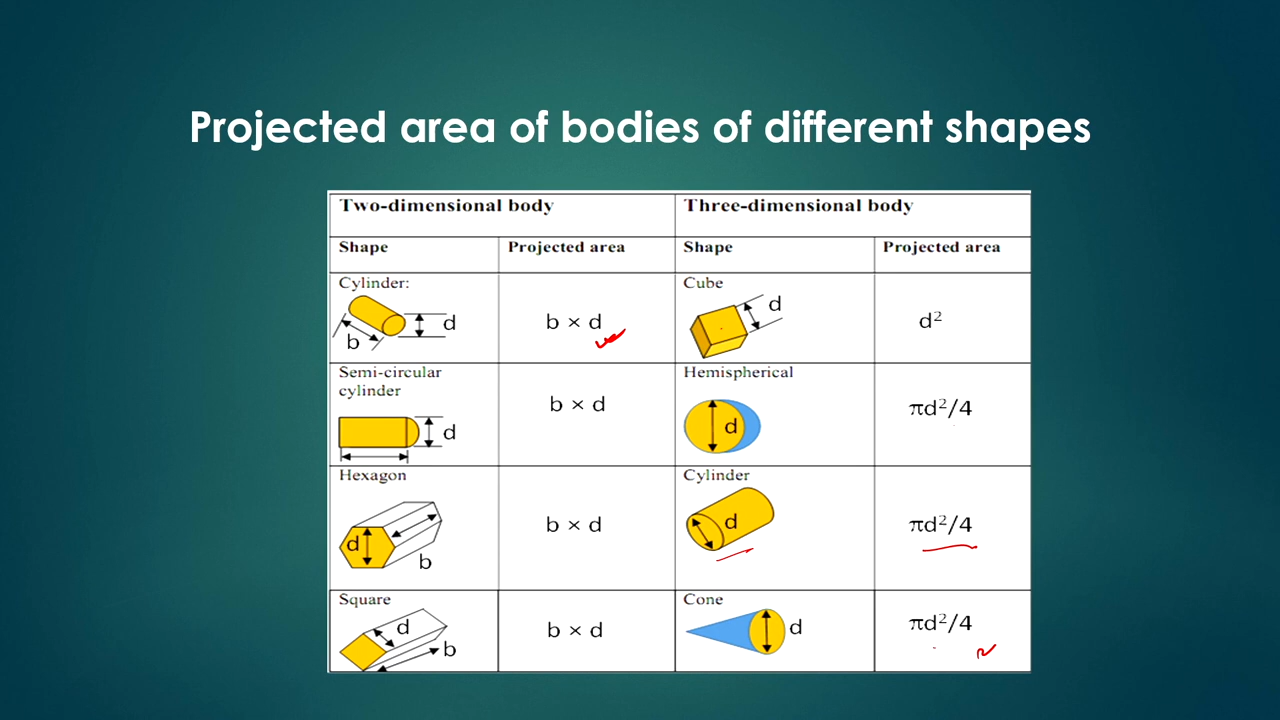 Projected area of bodies of different shapes
Two-dimensional body Three-dimensional body
Shape Projected area Shape Projected area
Cylinder:
d
b
b × d
Cube
d
d²
Semi-circular
cylinder
d
b × d
Hemispherical
d
πd²/4
Hexagon
d
b
b × d
Cylinder
d
πd²/4
Square
d
b
b × d
Cone
d
πd²/4